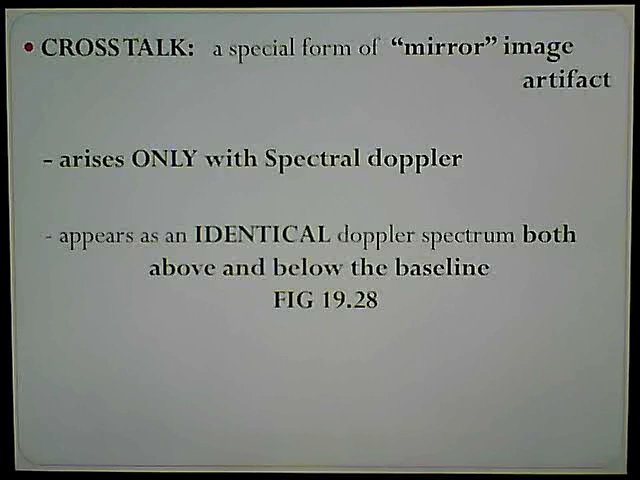 • CROSSTALK: a special form of “mirror” image
artifact
- arises ONLY with Spectral doppler
- appears as an IDENTICAL doppler spectrum both
above and below the baseline
FIG 19.28